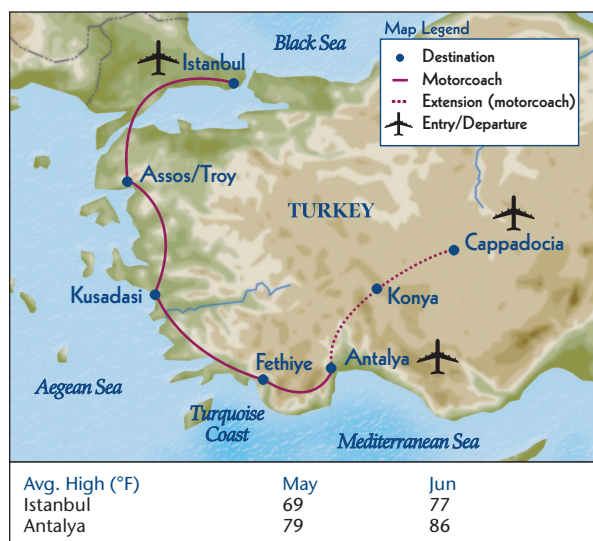 Black Sea
Map Legend
Destination
Motorcoach
Extension (motorcoach)
Entry/Departure
Istanbul
Assos/Troy
TURKEY
Cappadocia
Konya
Kusadasi
Fethiye
Antalya
Aegean Sea
Turquoise
Coast
Mediterranean Sea
Avg. High (°F) May Jun
Istanbul 69 77
Antalya 79 86